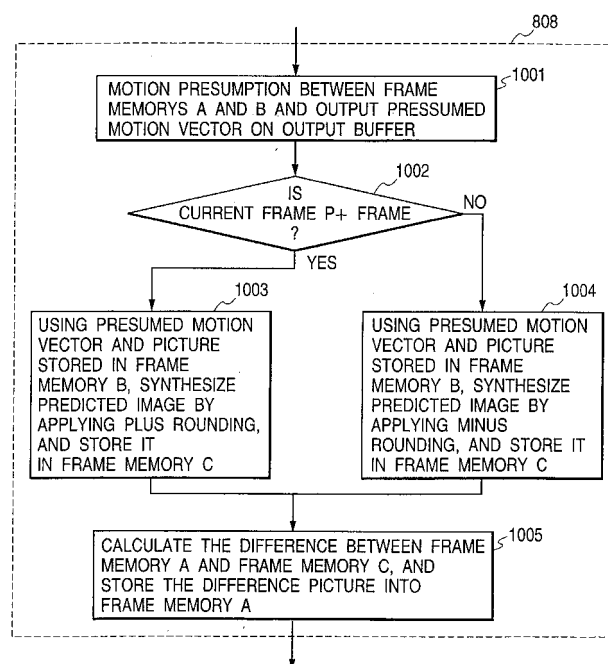 808
1001
MOTION PRESUMPTION BETWEEN FRAME
MEMORYS A AND B AND OUTPUT PRESSUMED
MOTION VECTOR ON OUTPUT BUFFER
1002
IS
CURRENT FRAME P+ FRAME
?
NO
YES
1003
USING PRESUMED MOTION
VECTOR AND PICTURE
STORED IN FRAME
MEMORY B, SYNTHESIZE
PREDICTED IMAGE BY
APPLYING PLUS ROUNDING,
AND STORE IT
IN FRAME MEMORY C
1004
USING PRESUMED MOTION
VECTOR AND PICTURE
STORED IN FRAME
MEMORY B, SYNTHESIZE
PREDICTED IMAGE BY
APPLYING MINUS
ROUNDING, AND STORE IT
IN FRAME MEMORY C
1005
CALCULATE THE DIFFERENCE BETWEEN FRAME
MEMORY A AND FRAME MEMORY C, AND
STORE THE DIFFERENCE PICTURE INTO
FRAME MEMORY A